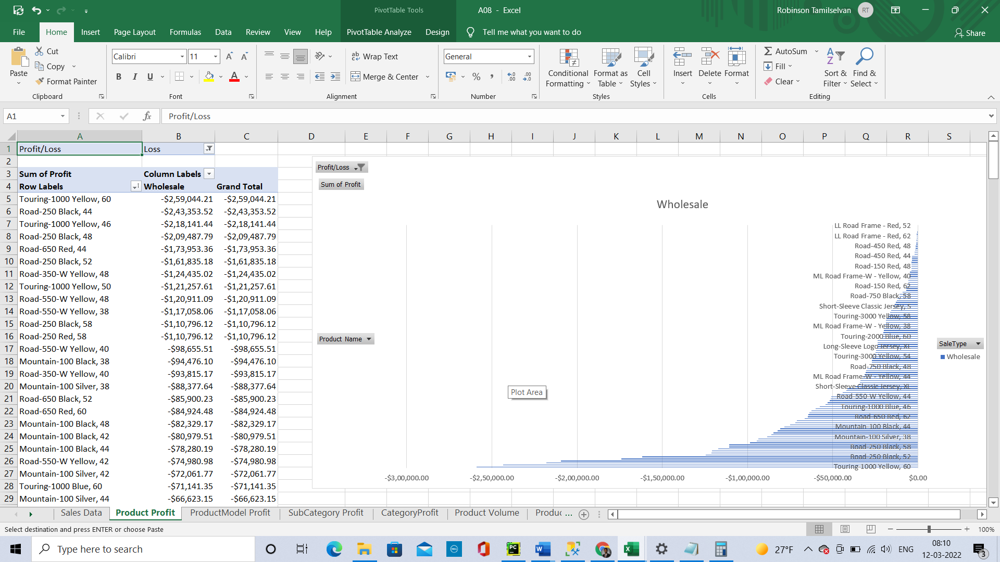 PivotTable Tools
A08 - Excel
Robinson Tamilselvan
RT
File
Home
Insert
Page Layout
Formulas
Data
Review
View
Help
PivotTable Analyze
Design
Tell me what you want to do
Share
Paste
Cut
Copy
Format Painter
Clipboard
Calibri
11
B I U
Font
Wrap Text
Merge & Center
Alignment
General
Number
Conditional Formatting
Format as Table
Cell Styles
Styles
Insert
Delete
Format
Cells
AutoSum
Fill
Clear
Sort & Filter
Find & Select
Editing
A1
fx
Profit/Loss
A B C D E F G H I J K L M N O P Q R S
1 Profit/Loss Loss
2
3 Sum of Profit Column Labels
4 Row Labels Wholesale Grand Total
5 Touring-1000 Yellow, 60 -$2,59,044.21 -$2,59,044.21
6 Road-250 Black, 44 -$2,43,353.52 -$2,43,353.52
7 Touring-1000 Yellow, 46 -$2,18,141.44 -$2,18,141.44
8 Road-250 Black, 48 -$2,09,487.79 -$2,09,487.79
9 Road-650 Red, 44 -$1,73,953.36 -$1,73,953.36
10 Road-250 Black, 52 -$1,61,835.18 -$1,61,835.18
11 Road-350-W Yellow, 48 -$1,24,435.02 -$1,24,435.02
12 Touring-1000 Yellow, 50 -$1,21,257.61 -$1,21,257.61
13 Road-550-W Yellow, 48 -$1,20,911.09 -$1,20,911.09
14 Road-550-W Yellow, 38 -$1,17,058.06 -$1,17,058.06
15 Road-250 Black, 58 -$1,10,796.12 -$1,10,796.12
16 Road-250 Red, 58 -$1,10,796.12 -$1,10,796.12
17 Road-550-W Yellow, 40 -$98,655.51 -$98,655.51
18 Mountain-100 Black, 38 -$94,476.10 -$94,476.10
19 Road-350-W Yellow, 40 -$93,815.17 -$93,815.17
20 Mountain-100 Silver, 38 -$88,377.64 -$88,377.64
21 Road-650 Black, 52 -$85,900.23 -$85,900.23
22 Road-650 Red, 60 -$84,924.48 -$84,924.48
23 Mountain-100 Black, 48 -$82,329.17 -$82,329.17
24 Mountain-100 Black, 42 -$80,979.51 -$80,979.51
25 Mountain-100 Black, 44 -$78,280.19 -$78,280.19
26 Road-550-W Yellow, 42 -$74,980.98 -$74,980.98
27 Mountain-100 Silver, 42 -$72,061.77 -$72,061.77
28 Touring-1000 Blue, 60 -$71,141.35 -$71,141.35
29 Mountain-100 Silver, 44 -$66,623.15 -$66,623.15
Profit/Loss
Sum of Profit
Wholesale
LL Road Frame - Red, 52
LL Road Frame - Red, 62
Road-450 Red, 48
Road-450 Red, 44
Road-150 Red, 48
ML Road Frame-W - Yellow, 40
Road-150 Red, 62
Road-750 Black, 58
Short-Sleeve Classic Jersey, S
Touring-3000 Yellow, 58
ML Road Frame-W - Yellow, 38
Touring-2000 Blue, 60
Long-Sleeve Logo Jersey, XL
Touring-3000 Yellow, 54
Road-750 Black, 48
ML Road Frame-W - Yellow, 44
Short-Sleeve Classic Jersey, XL
Road-550-W Yellow, 44
Touring-1000 Blue, 46
Road-650 Red, 62
Mountain-100 Black, 44
Mountain-100 Silver, 38
Road-250 Black, 58
Road-250 Black, 52
Touring-1000 Yellow, 60
Product Name
Plot Area
SaleType
Wholesale
-$3,00,000.00 -$2,50,000.00 -$2,00,000.00 -$1,50,000.00 -$1,00,000.00 -$50,000.00 $0.00
Sales Data
Product Profit
ProductModel Profit
SubCategory Profit
CategoryProfit
Product Volume
Produc ...
Select destination and press ENTER or choose Paste
100%
Type here to search
27°F
ENG
08:10
12-03-2022
3